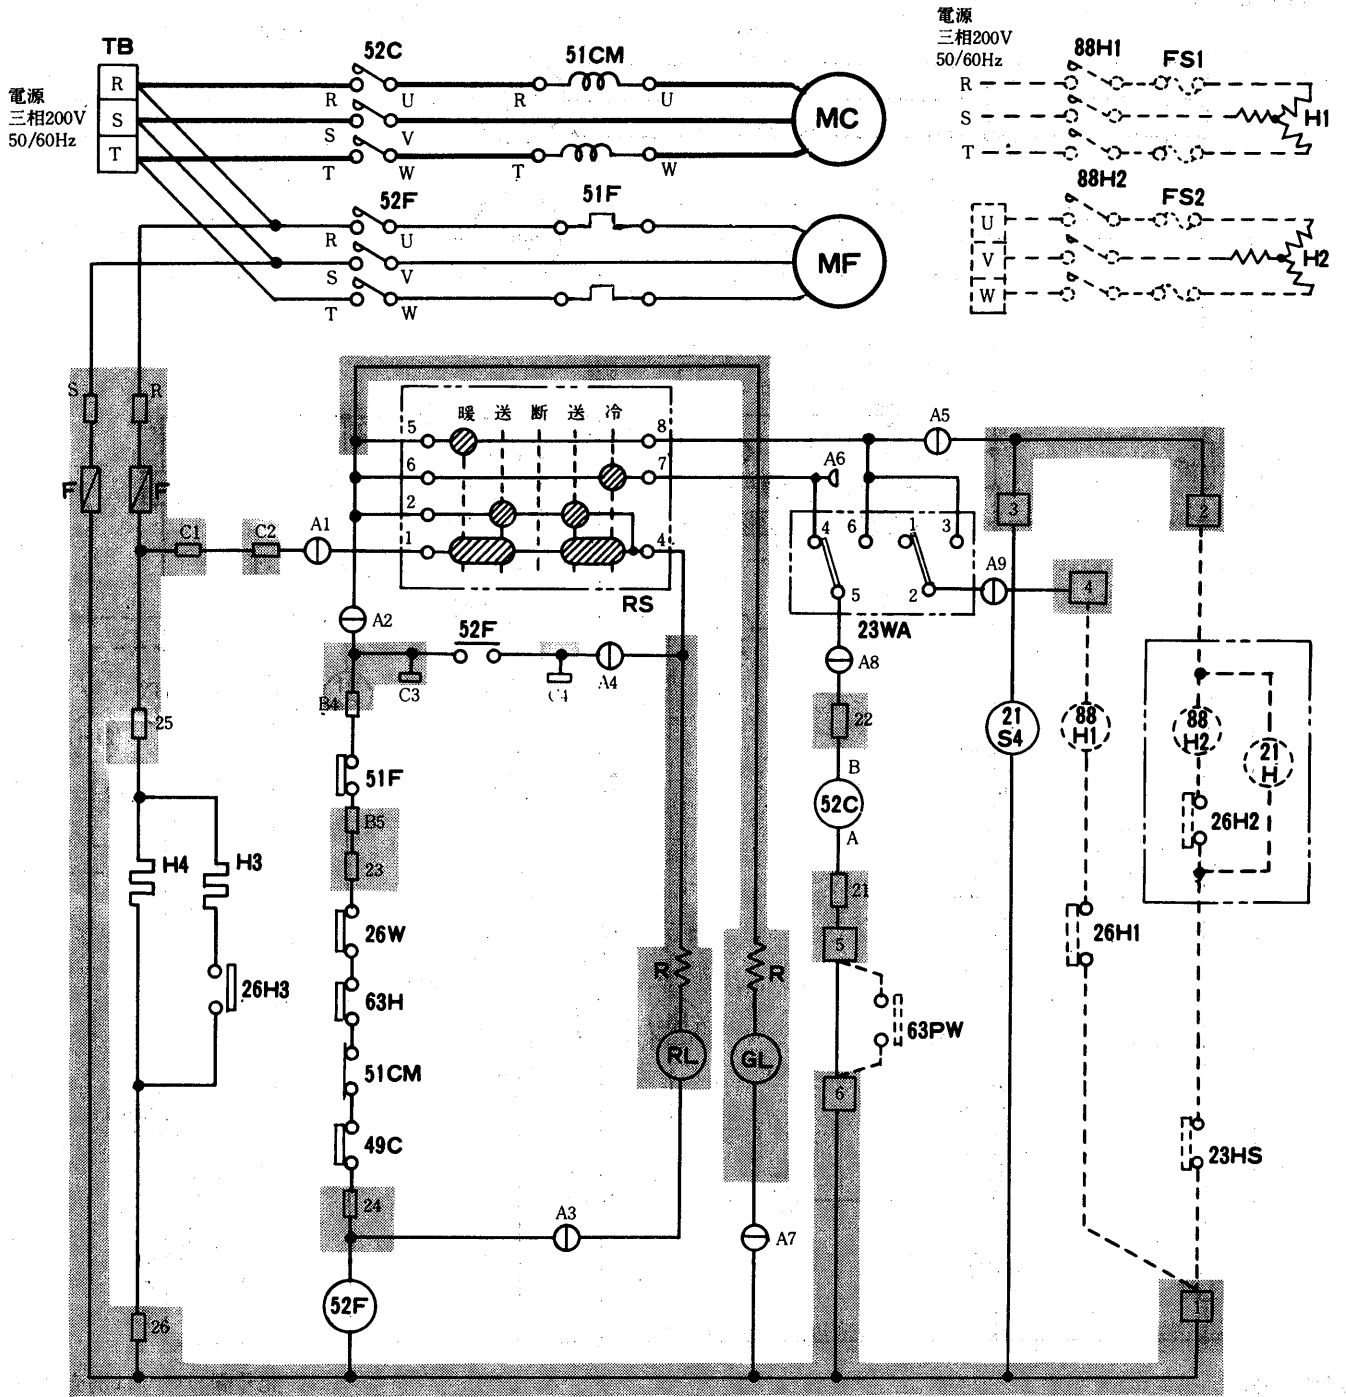 電源
三相200V
50/60Hz
TB
R
S
T
52C
R
U
S
V
T
W
51CM
R
U
T
W
MC
52F
R
U
S
V
T
W
51F
MF
電源
三相200V
50/60Hz
R
S
T
88H1
FS1
H1
U
V
W
88H2
FS2
H2
S
R
F
F
C1
C2
A1
暖 送 断 送 冷
5
8
6
7
2
1
4
RS
A2
52F
C3
C4
A4
B4
51F
B5
23
26W
63H
51CM
49C
24
A3
52F
25
H4
H3
26H3
26
R
RL
R
GL
A7
A5
A6
4
6
1
3
5
2
23WA
A8
A9
22
B
52C
A
21
5
63PW
6
3
2
4
21
S4
88
H1
88
H2
21
H
26H2
26H1
23HS
1